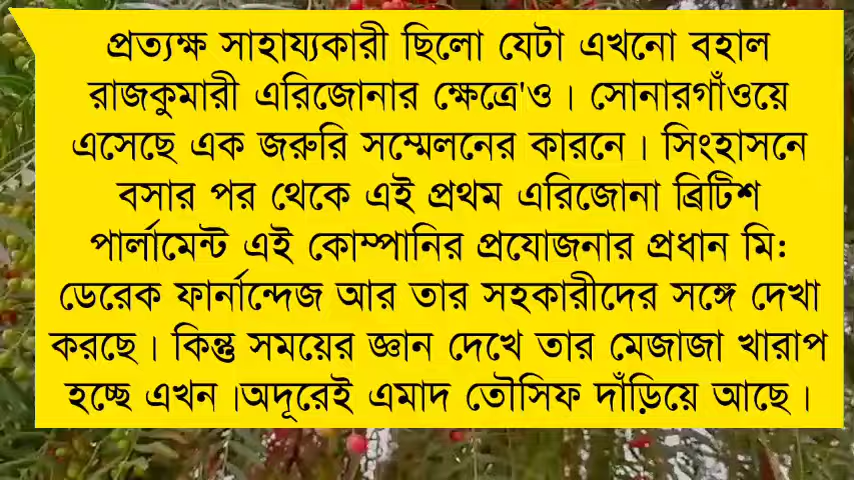 প্রত্যক্ষ সাহায্যকারী ছিলো যেটা এখনো বহাল
রাজকুমারী এরিজোনার ক্ষেত্রে'ও। সোনারগাঁওয়ে
এসেছে এক জরুরি সম্মেলনের কারনে। সিংহাসনে
বসার পর থেকে এই প্রথম এরিজোনা ব্রিটিশ
পার্লামেন্ট এই কোম্পানির প্রযোজনার প্রধান মি:
ডেরেক ফার্নান্দেজ আর তার সহকারীদের সঙ্গে দেখা
করছে। কিন্তু সময়ের জ্ঞান দেখে তার মেজাজা খারাপ
হচ্ছে এখন।অদূরেই এমাদ তৌসিফ দাঁড়িয়ে আছে।